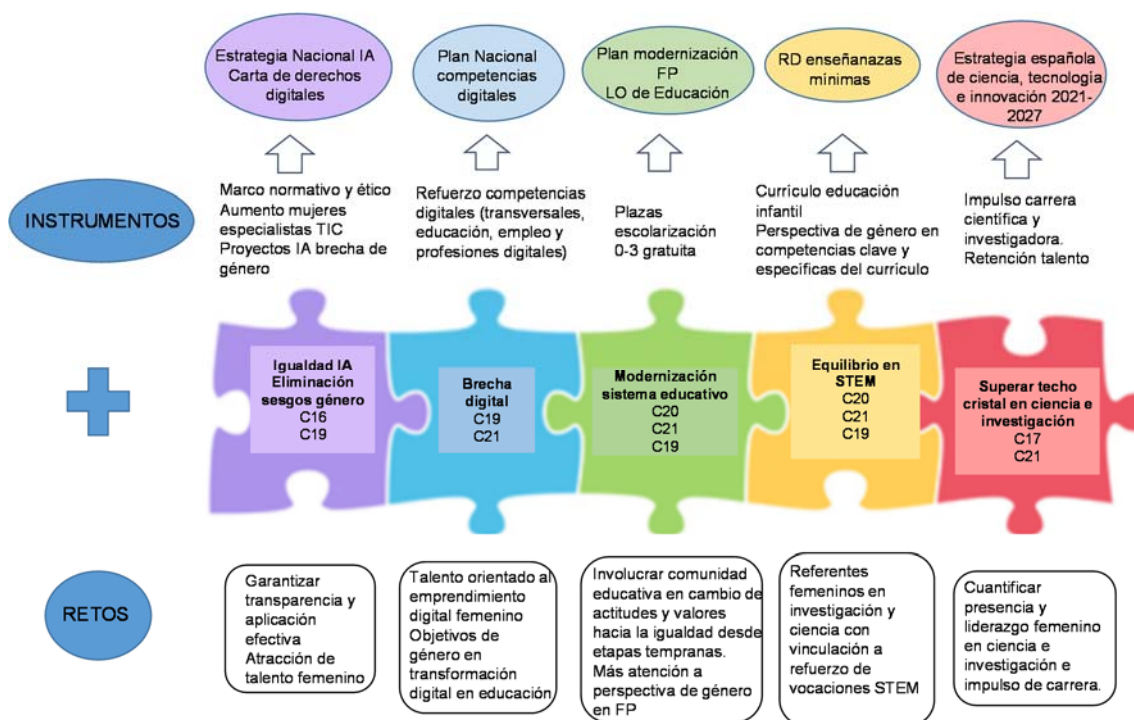 Estrategia Nacional IA
Carta de derechos
digitales
Plan Nacional
competencias
digitales
Plan modernización
FP
LO de Educación
RD enseñanazas
mínimas
Estrategia española
de ciencia, tecnología
e innovación 2021-
2027
INSTRUMENTOS
Marco normativo y ético
Aumento mujeres
especialistas TIC
Proyectos IA brecha de
género
Refuerzo competencias
digitales (transversales,
educación, empleo y
profesiones digitales)
Plazas
escolarización
0-3 gratuita
Currículo educación
infantil
Perspectiva de género en
competencias clave y
específicas del currículo
Impulso carrera
científica y
investigadora.
Retención talento
Igualdad IA
Eliminación
sesgos género
C16
C19
Brecha
digital
C19
C21
Modernización
sistema educativo
C20
C21
C19
Equilibrio en
STEM
C20
C21
C19
Superar techo
cristal en ciencia e
investigación
C17
C21
RETOS
Garantizar
transparencia y
aplicación
efectiva
Atracción de
talento femenino
Talento orientado al
emprendimiento
digital femenino
Objetivos de
género en
transformación
digital en educación
Involucrar comunidad
educativa en cambio de
actitudes y valores
hacia la igualdad desde
etapas tempranas.
Más atención a
perspectiva de género
en FP
Referentes
femeninos en
investigación y
ciencia con
vinculación a
refuerzo de
vocaciones STEM
Cuantificar
presencia y
liderazgo femenino
en ciencia e
investigación e
impulso de carrera.